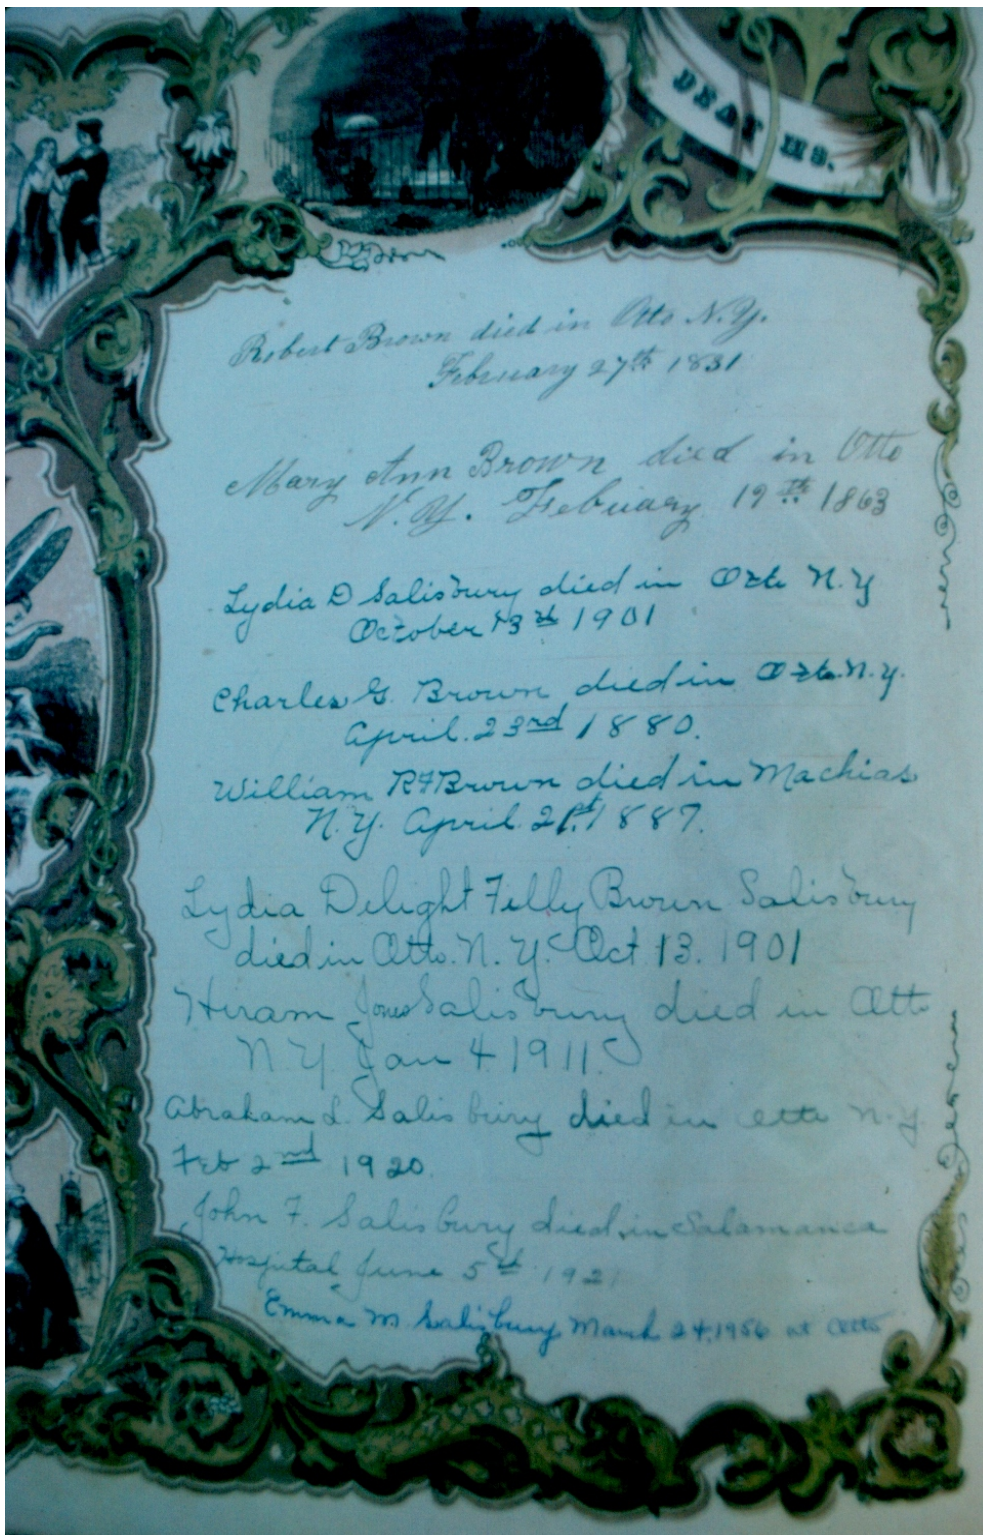 DEATHS.
Robert Brown died in Otto N.Y.
February 27th 1831
Mary Ann Brown died in Otto
N.Y. February 19th 1863
Lydia D Salisbury died in Otto N.Y
October 13th 1901
Charles G. Brown died in Otto N.Y.
April. 23rd 1880.
William R F Brown died in Machias
N.Y. April 21st 1887.
Lydia Delight Filly Brown Salisbury
died in Otto. N. Y. Oct 13. 1901
Hiram Jones Salisbury died in Otto
N Y Jan 4 1911
Abraham L. Salisbury died in Otto N.Y.
Feb 2nd 1920.
John F. Salisbury died in Salamanca
Hospital June 5th 1921
Emma M. Salisbury March 24, 1956 at Otto